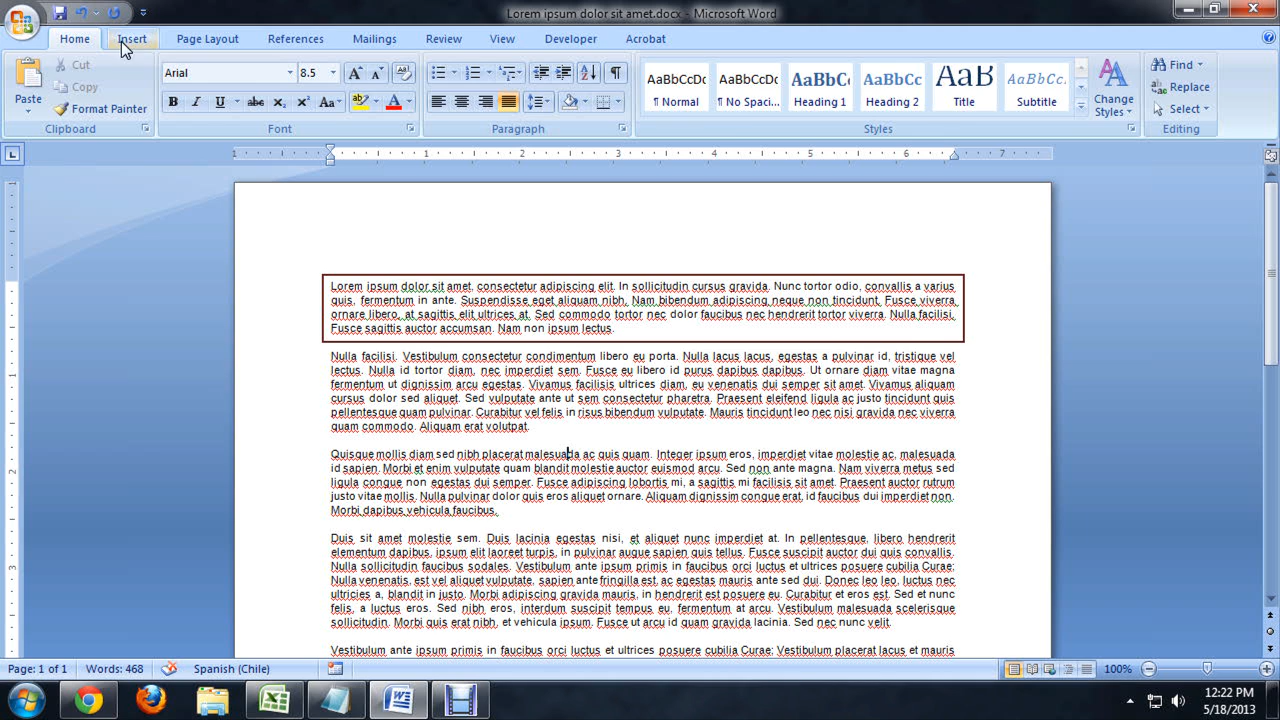 Lorem ipsum dolor sit amet.docx - Microsoft Word
Home Insert Page Layout References Mailings Review View Developer Acrobat
Paste
Cut
Copy
Format Painter
Clipboard
Arial 8.5
Font
Paragraph
AaBbCcDc AaBbCcDc AaBbCc AaBbCc AaB AaBbCc
¶ Normal ¶ No Spaci... Heading 1 Heading 2 Title Subtitle
Change Styles
Styles
Find
Replace
Select
Editing
1 1 2 3 4 5 6 7
Lorem ipsum dolor sit amet, consectetur adipiscing elit. In sollicitudin cursus gravida. Nunc tortor odio, convallis a varius
quis, fermentum in ante. Suspendisse eget aliquam nibh. Nam bibendum adipiscing neque non tincidunt. Fusce viverra
ornare libero, at sagittis elit ultrices at. Sed commodo tortor nec dolor faucibus nec hendrerit tortor viverra. Nulla facilisi.
Fusce sagittis auctor accumsan. Nam non ipsum lectus.
Nulla facilisi. Vestibulum consectetur condimentum libero eu porta. Nulla lacus lacus, egestas a pulvinar id, tristique vel
lectus. Nulla id tortor diam, nec imperdiet sem. Fusce eu libero id purus dapibus dapibus. Ut ornare diam vitae magna
fermentum ut dignissim arcu egestas. Vivamus facilisis ultrices diam, eu venenatis dui semper sit amet. Vivamus aliquam
cursus dolor sed aliquet. Sed vulputate ante ut sem consectetur pharetra. Praesent eleifend ligula ac justo tincidunt quis
pellentesque quam pulvinar. Curabitur vel felis in risus bibendum vulputate. Mauris tincidunt leo nec nisi gravida nec viverra
quam commodo. Aliquam erat volutpat.
Quisque mollis diam sed nibh placerat malesuada ac quis quam. Integer ipsum eros, imperdiet vitae molestie ac, malesuada
id sapien. Morbi et enim vulputate quam blandit molestie auctor euismod arcu. Sed non ante magna. Nam viverra metus sed
ligula congue non egestas dui semper. Fusce adipiscing lobortis mi, a sagittis mi facilisis sit amet. Praesent auctor rutrum
justo vitae mollis. Nulla pulvinar dolor quis eros aliquet ornare. Aliquam dignissim congue erat, id faucibus dui imperdiet non.
Morbi dapibus vehicula faucibus.
Duis sit amet molestie sem. Duis lacinia egestas nisi, et aliquet nunc imperdiet at. In pellentesque, libero hendrerit
elementum dapibus, ipsum elit laoreet turpis, in pulvinar augue sapien quis tellus. Fusce suscipit auctor dui quis convallis.
Nulla sollicitudin faucibus sodales. Vestibulum ante ipsum primis in faucibus orci luctus et ultrices posuere cubilia Curae;
Nulla venenatis, est vel aliquet vulputate, sapien ante fringilla est, ac egestas mauris ante sed dui. Donec leo leo, luctus nec
ultricies a, blandit in justo. Morbi adipiscing gravida mauris, in hendrerit est posuere eu. Curabitur et eros est. Sed et nunc
felis, a luctus eros. Sed nibh eros, interdum suscipit tempus eu, fermentum at arcu. Vestibulum malesuada scelerisque
sollicitudin. Morbi quis erat nibh, et vehicula ipsum. Fusce ut arcu id quam gravida lacinia. Sed nec nunc velit.
Vestibulum ante ipsum primis in faucibus orci luctus et ultrices posuere cubilia Curae; Vestibulum placerat lacus et mauris
Page: 1 of 1 Words: 468 Spanish (Chile) 100%
12:22 PM
5/18/2013